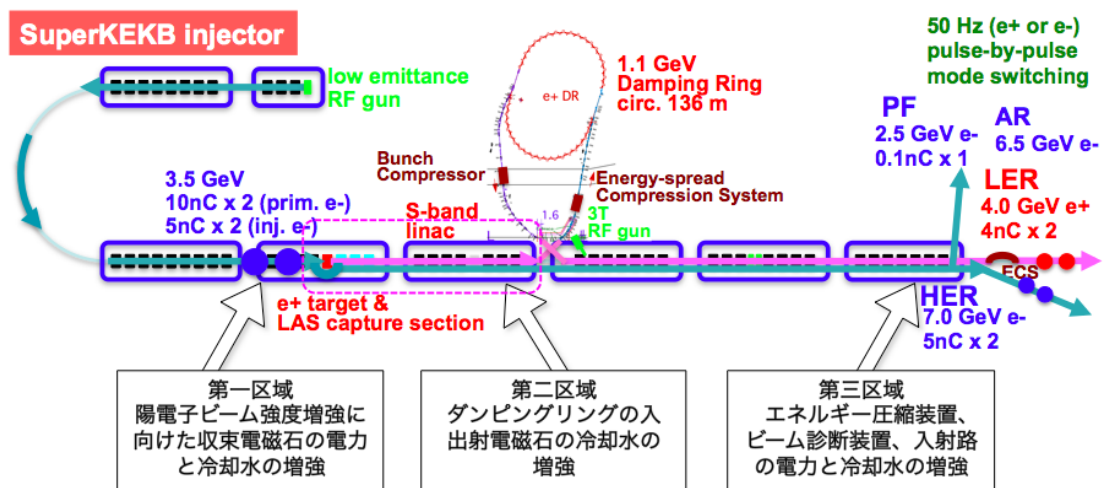 SuperKEKB injector
low emittance
RF gun
e+ DR
1.1 GeV
Damping Ring
circ. 136 m
50 Hz (e+ or e-)
pulse-by-pulse
mode switching
PF
2.5 GeV e-
0.1nC x 1
AR
6.5 GeV e-
Bunch
Compressor
Energy-spread
Compression System
3.5 GeV
10nC x 2 (prim. e-)
5nC x 2 (inj. e-)
S-band
linac
1.6
3T
RF gun
LER
4.0 GeV e+
4nC x 2
ECS
e+ target &
LAS capture section
HER
7.0 GeV e-
5nC x 2
第一区域
陽電子ビーム強度増強に
向けた収束電磁石の電力
と冷却水の増強
第二区域
ダンピングリングの入
出射電磁石の冷却水の
増強
第三区域
エネルギー圧縮装置、
ビーム診断装置、入射路
の電力と冷却水の増強